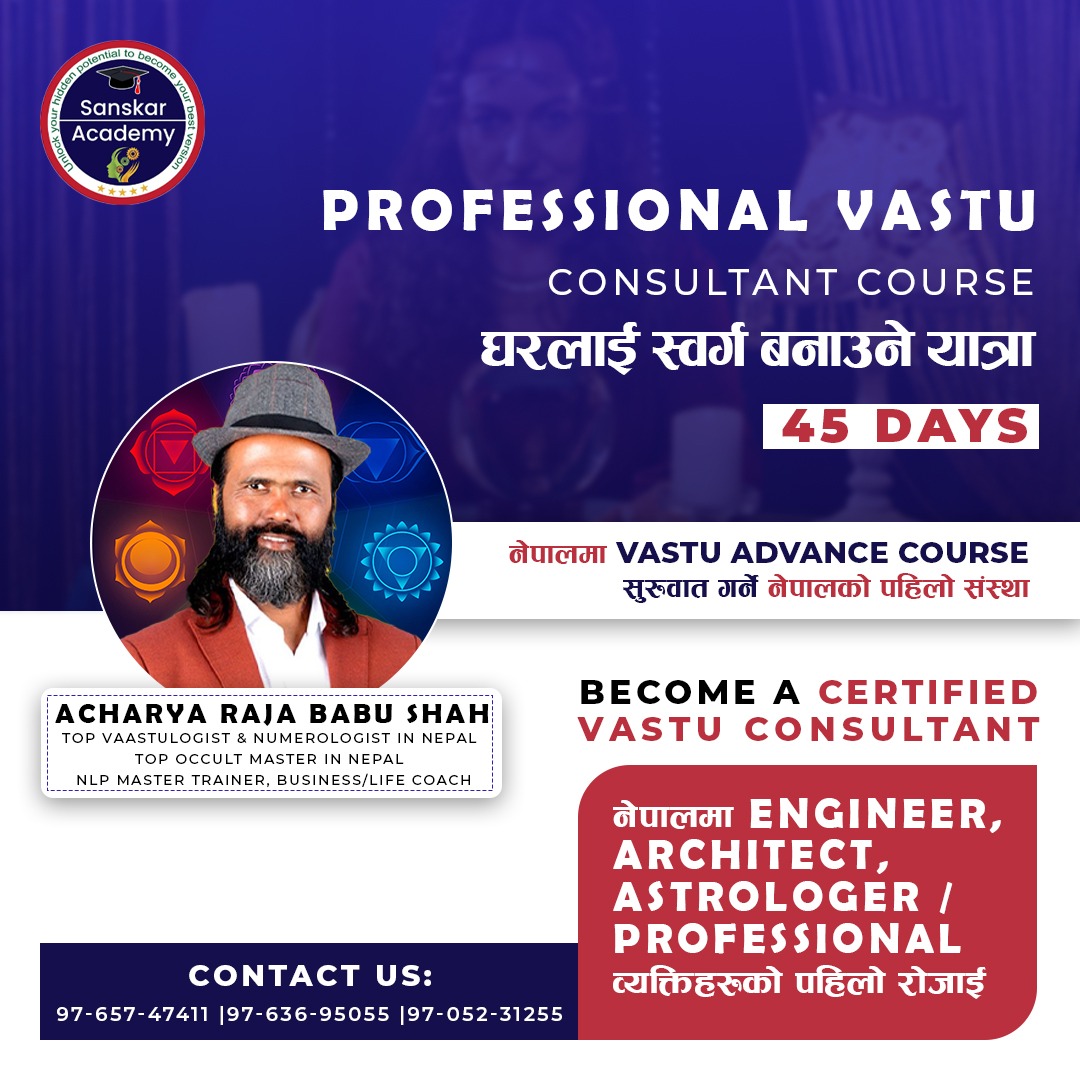 Unlock your hidden potential to become your best version
Sanskar
Academy
PROFESSIONAL VASTU
CONSULTANT COURSE
घरलाई स्वर्ग बनाउने यात्रा
45 DAYS
नेपालमा VASTU ADVANCE COURSE
सुरुवात गर्ने नेपालको पहिलो संस्था
ACHARYA RAJA BABU SHAH
TOP VAASTULOGIST & NUMEROLOGIST IN NEPAL
TOP OCCULT MASTER IN NEPAL
NLP MASTER TRAINER, BUSINESS/LIFE COACH
BECOME A CERTIFIED
VASTU CONSULTANT
नेपालमा ENGINEER,
ARCHITECT,
ASTROLOGER /
PROFESSIONAL
व्यक्तिहरुको पहिलो रोजाई
CONTACT US:
97-657-47411 |97-636-95055 |97-052-31255